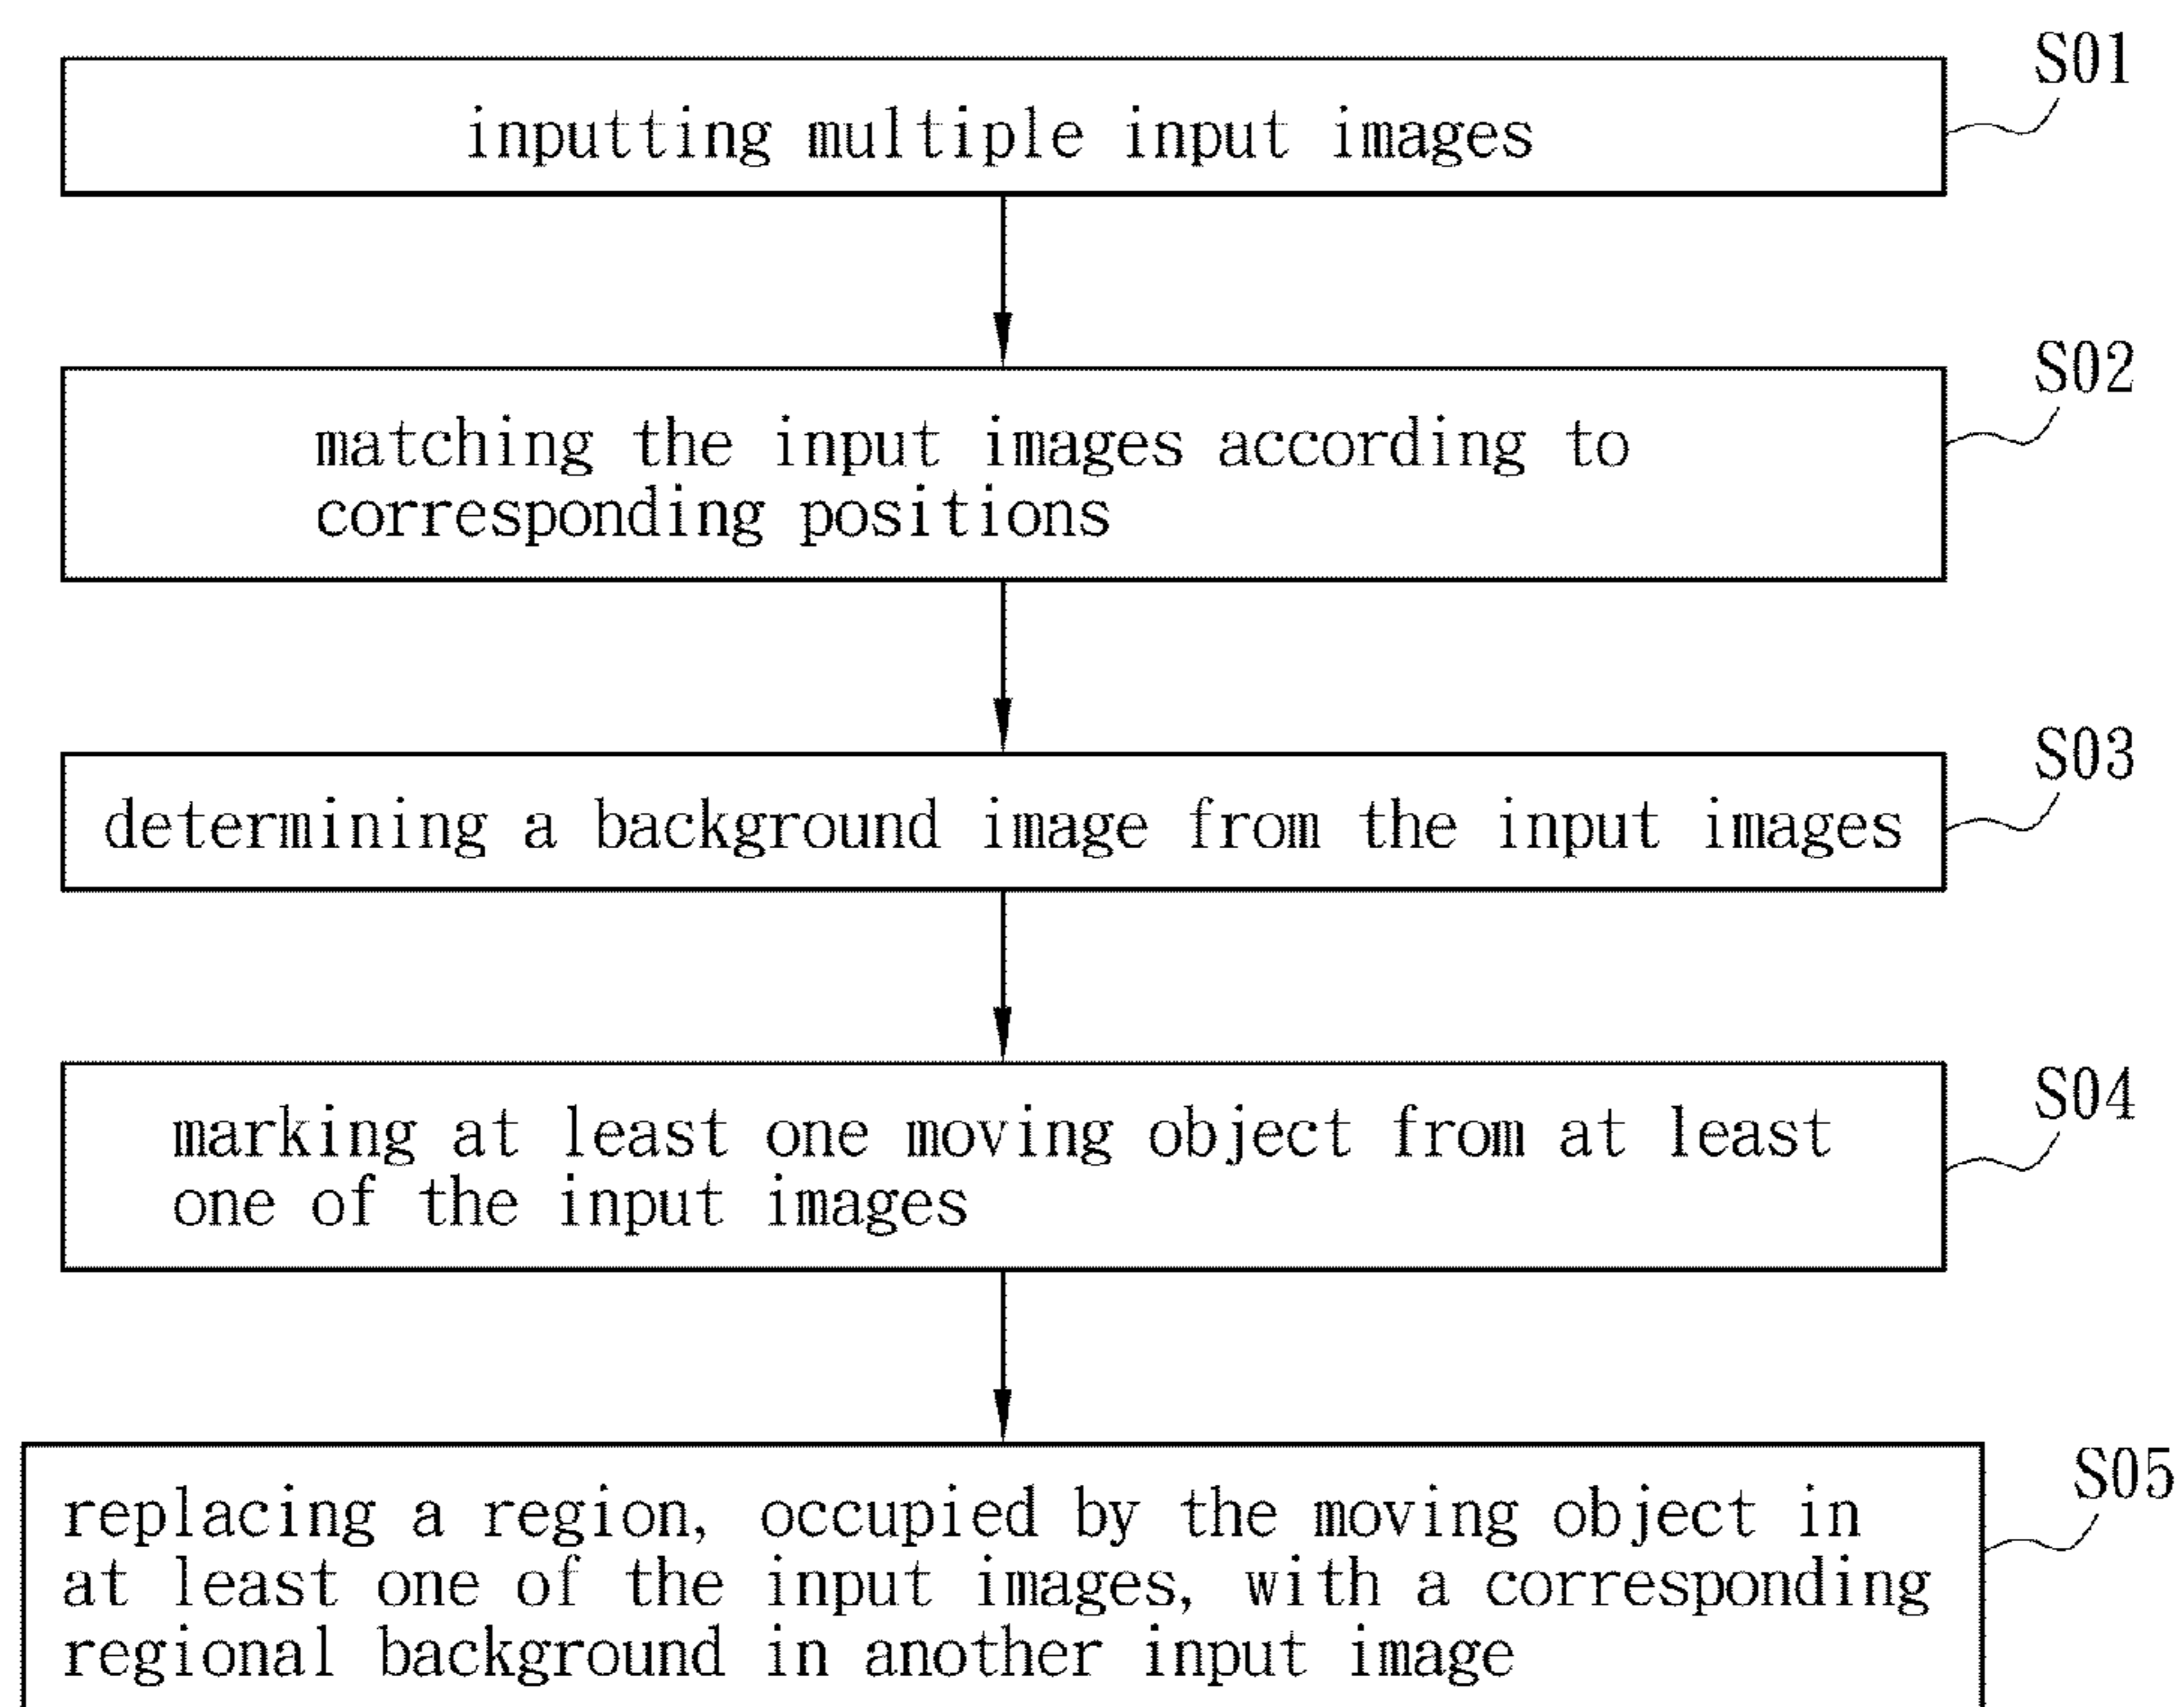 S01
inputting multiple input images
S02
matching the input images according to
corresponding positions
S03
determining a background image from the input images
S04
marking at least one moving object from at least
one of the input images
S05
replacing a region, occupied by the moving object in
at least one of the input images, with a corresponding
regional background in another input image